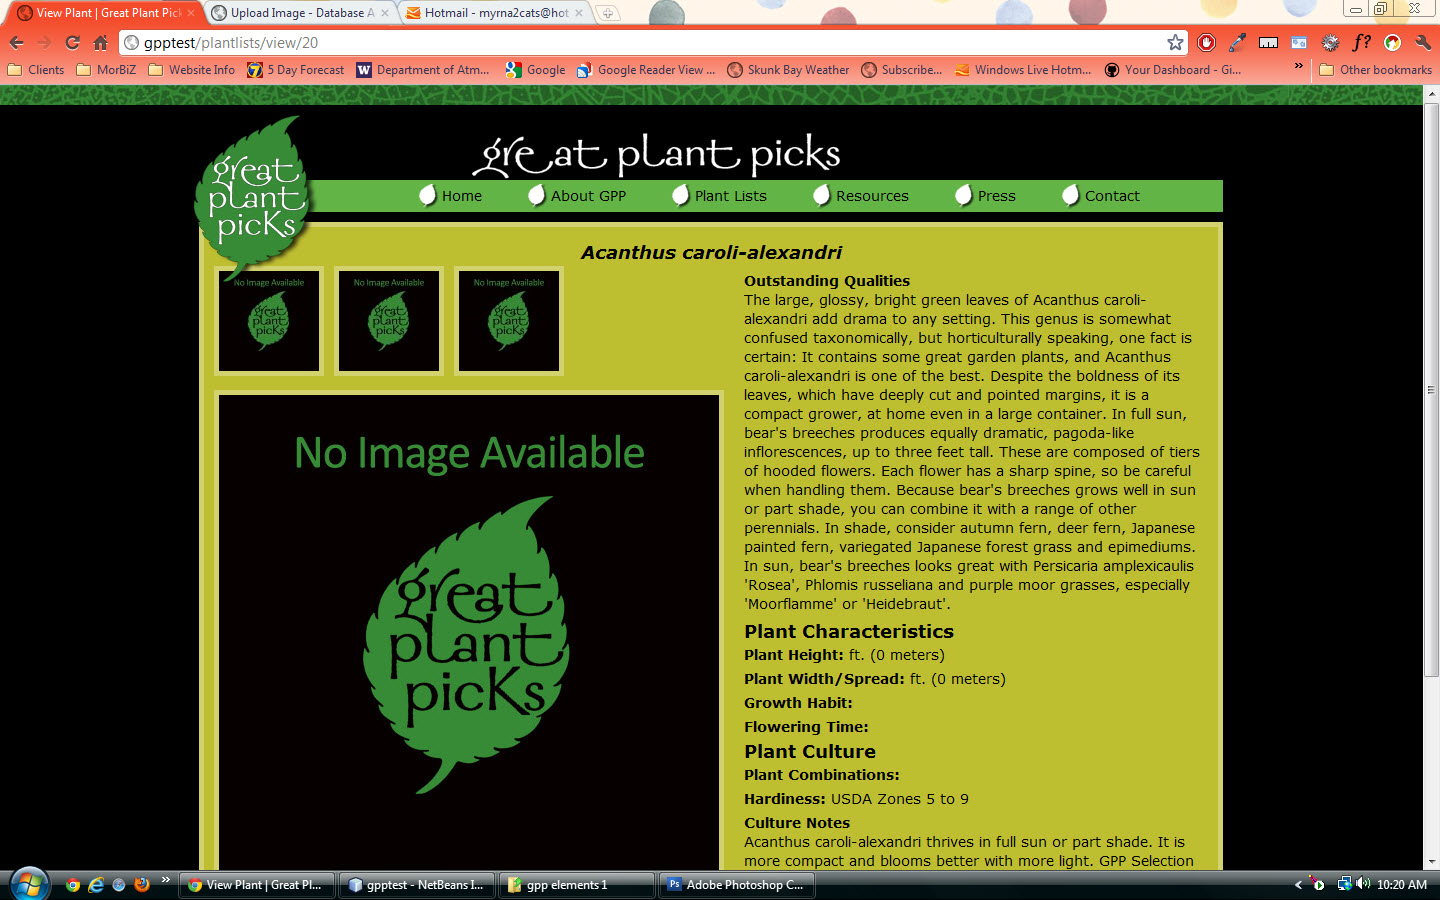 View Plant | Great Plant Pick
Upload Image - Database A
Hotmail - myrna2cats@hot
gpptest/plantlists/view/20
f?
Clients
MorBiZ
Website Info
5 Day Forecast
Department of Atm...
Google
Google Reader View ...
Skunk Bay Weather
Subscribe...
Windows Live Hotm...
Your Dashboard - Gi...
Other bookmarks
great plant picks
great
plant
picks
Home
About GPP
Plant Lists
Resources
Press
Contact
Acanthus caroli-alexandri
No Image Available
great
plant
picks
No Image Available
great
plant
picks
No Image Available
great
plant
picks
No Image Available
great
plant
picks
Outstanding Qualities
The large, glossy, bright green leaves of Acanthus caroli-
alexandri add drama to any setting. This genus is somewhat
confused taxonomically, but horticulturally speaking, one fact is
certain: It contains some great garden plants, and Acanthus
caroli-alexandri is one of the best. Despite the boldness of its
leaves, which have deeply cut and pointed margins, it is a
compact grower, at home even in a large container. In full sun,
bear's breeches produces equally dramatic, pagoda-like
inflorescences, up to three feet tall. These are composed of tiers
of hooded flowers. Each flower has a sharp spine, so be careful
when handling them. Because bear's breeches grows well in sun
or part shade, you can combine it with a range of other
perennials. In shade, consider autumn fern, deer fern, Japanese
painted fern, variegated Japanese forest grass and epimediums.
In sun, bear's breeches looks great with Persicaria amplexicaulis
'Rosea', Phlomis russeliana and purple moor grasses, especially
'Moorflamme' or 'Heidebraut'.
Plant Characteristics
Plant Height: ft. (0 meters)
Plant Width/Spread: ft. (0 meters)
Growth Habit:
Flowering Time:
Plant Culture
Plant Combinations:
Hardiness: USDA Zones 5 to 9
Culture Notes
Acanthus caroli-alexandri thrives in full sun or part shade. It is
more compact and blooms better with more light. GPP Selection
View Plant | Great Pl...
gpptest - NetBeans I...
gpp elements 1
Adobe Photoshop C...
10:20 AM